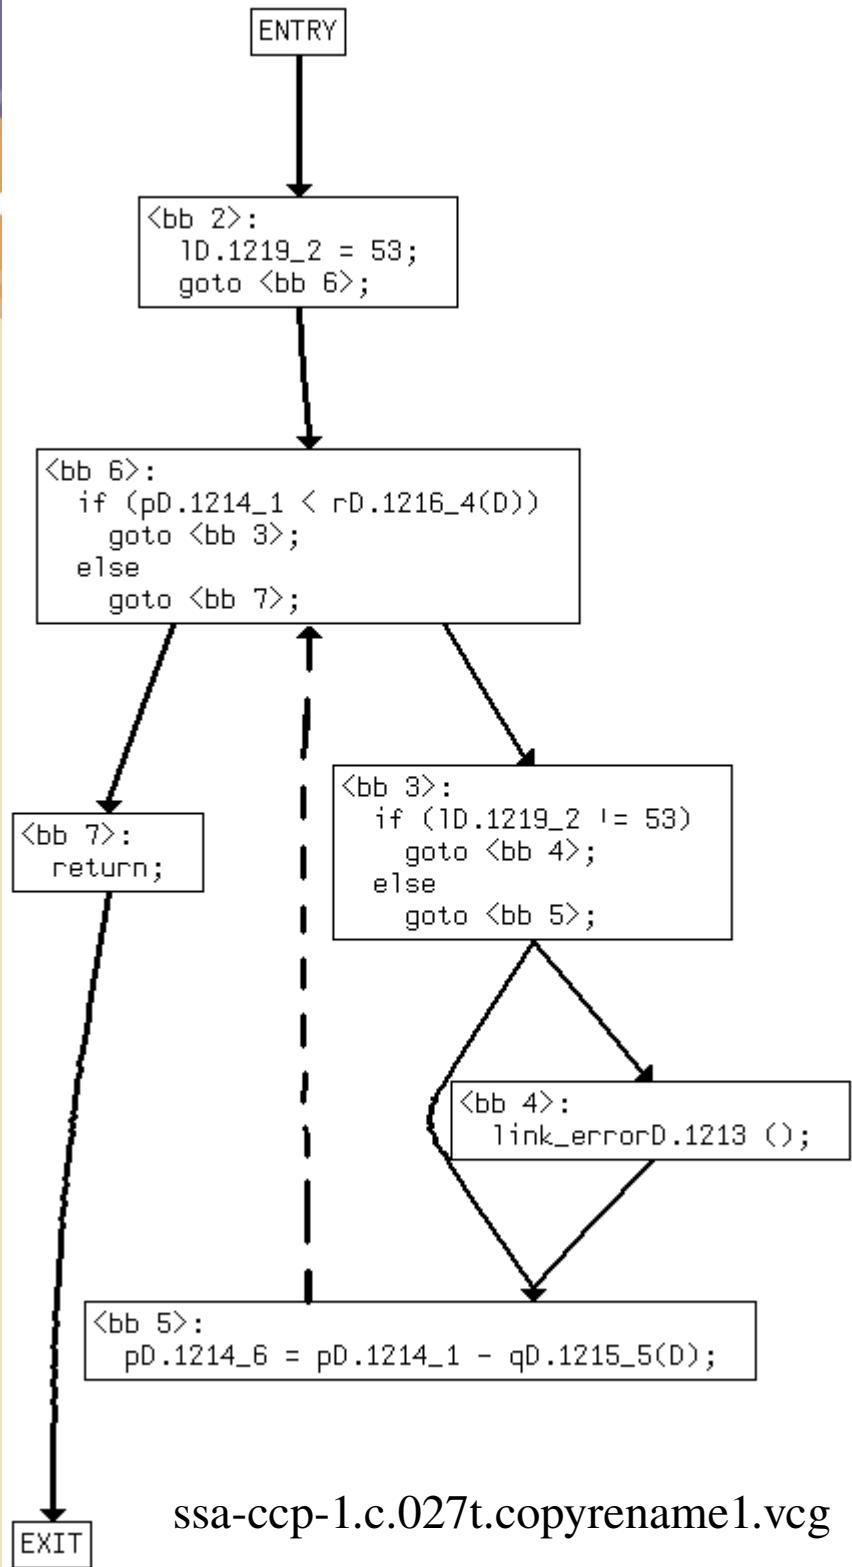 ENTRY
<bb 2>:
lD.1219_2 = 53;
goto <bb 6>;
<bb 6>:
if (pD.1214_1 < rD.1216_4(D))
goto <bb 3>;
else
goto <bb 7>;
<bb 3>:
if (lD.1219_2 != 53)
goto <bb 4>;
else
goto <bb 5>;
<bb 7>:
return;
<bb 4>:
link_errorD.1213 ();
<bb 5>:
pD.1214_6 = pD.1214_1 - qD.1215_5(D);
ssa-ccp-1.c.027t.copyrename1.vcg
EXIT